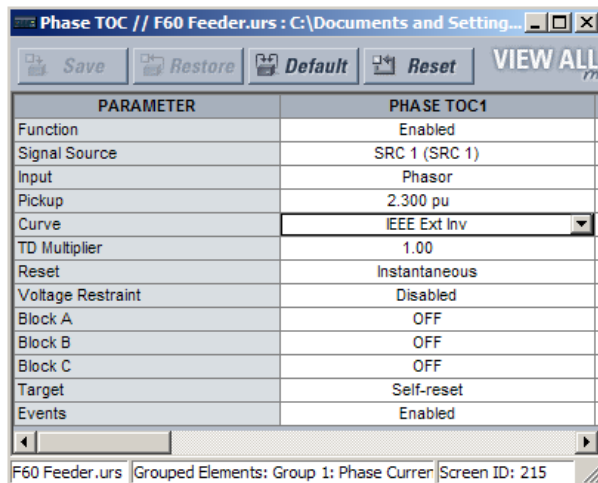 Phase TOC // F60 Feeder.urs : C:\Documents and Setting...
Save Restore Default Reset VIEW ALL
PARAMETER PHASE TOC1
Function Enabled
Signal Source SRC 1 (SRC 1)
Input Phasor
Pickup 2.300 pu
Curve IEEE Ext Inv
TD Multiplier 1.00
Reset Instantaneous
Voltage Restraint Disabled
Block A OFF
Block B OFF
Block C OFF
Target Self-reset
Events Enabled
F60 Feeder.urs Grouped Elements: Group 1: Phase Curren Screen ID: 215